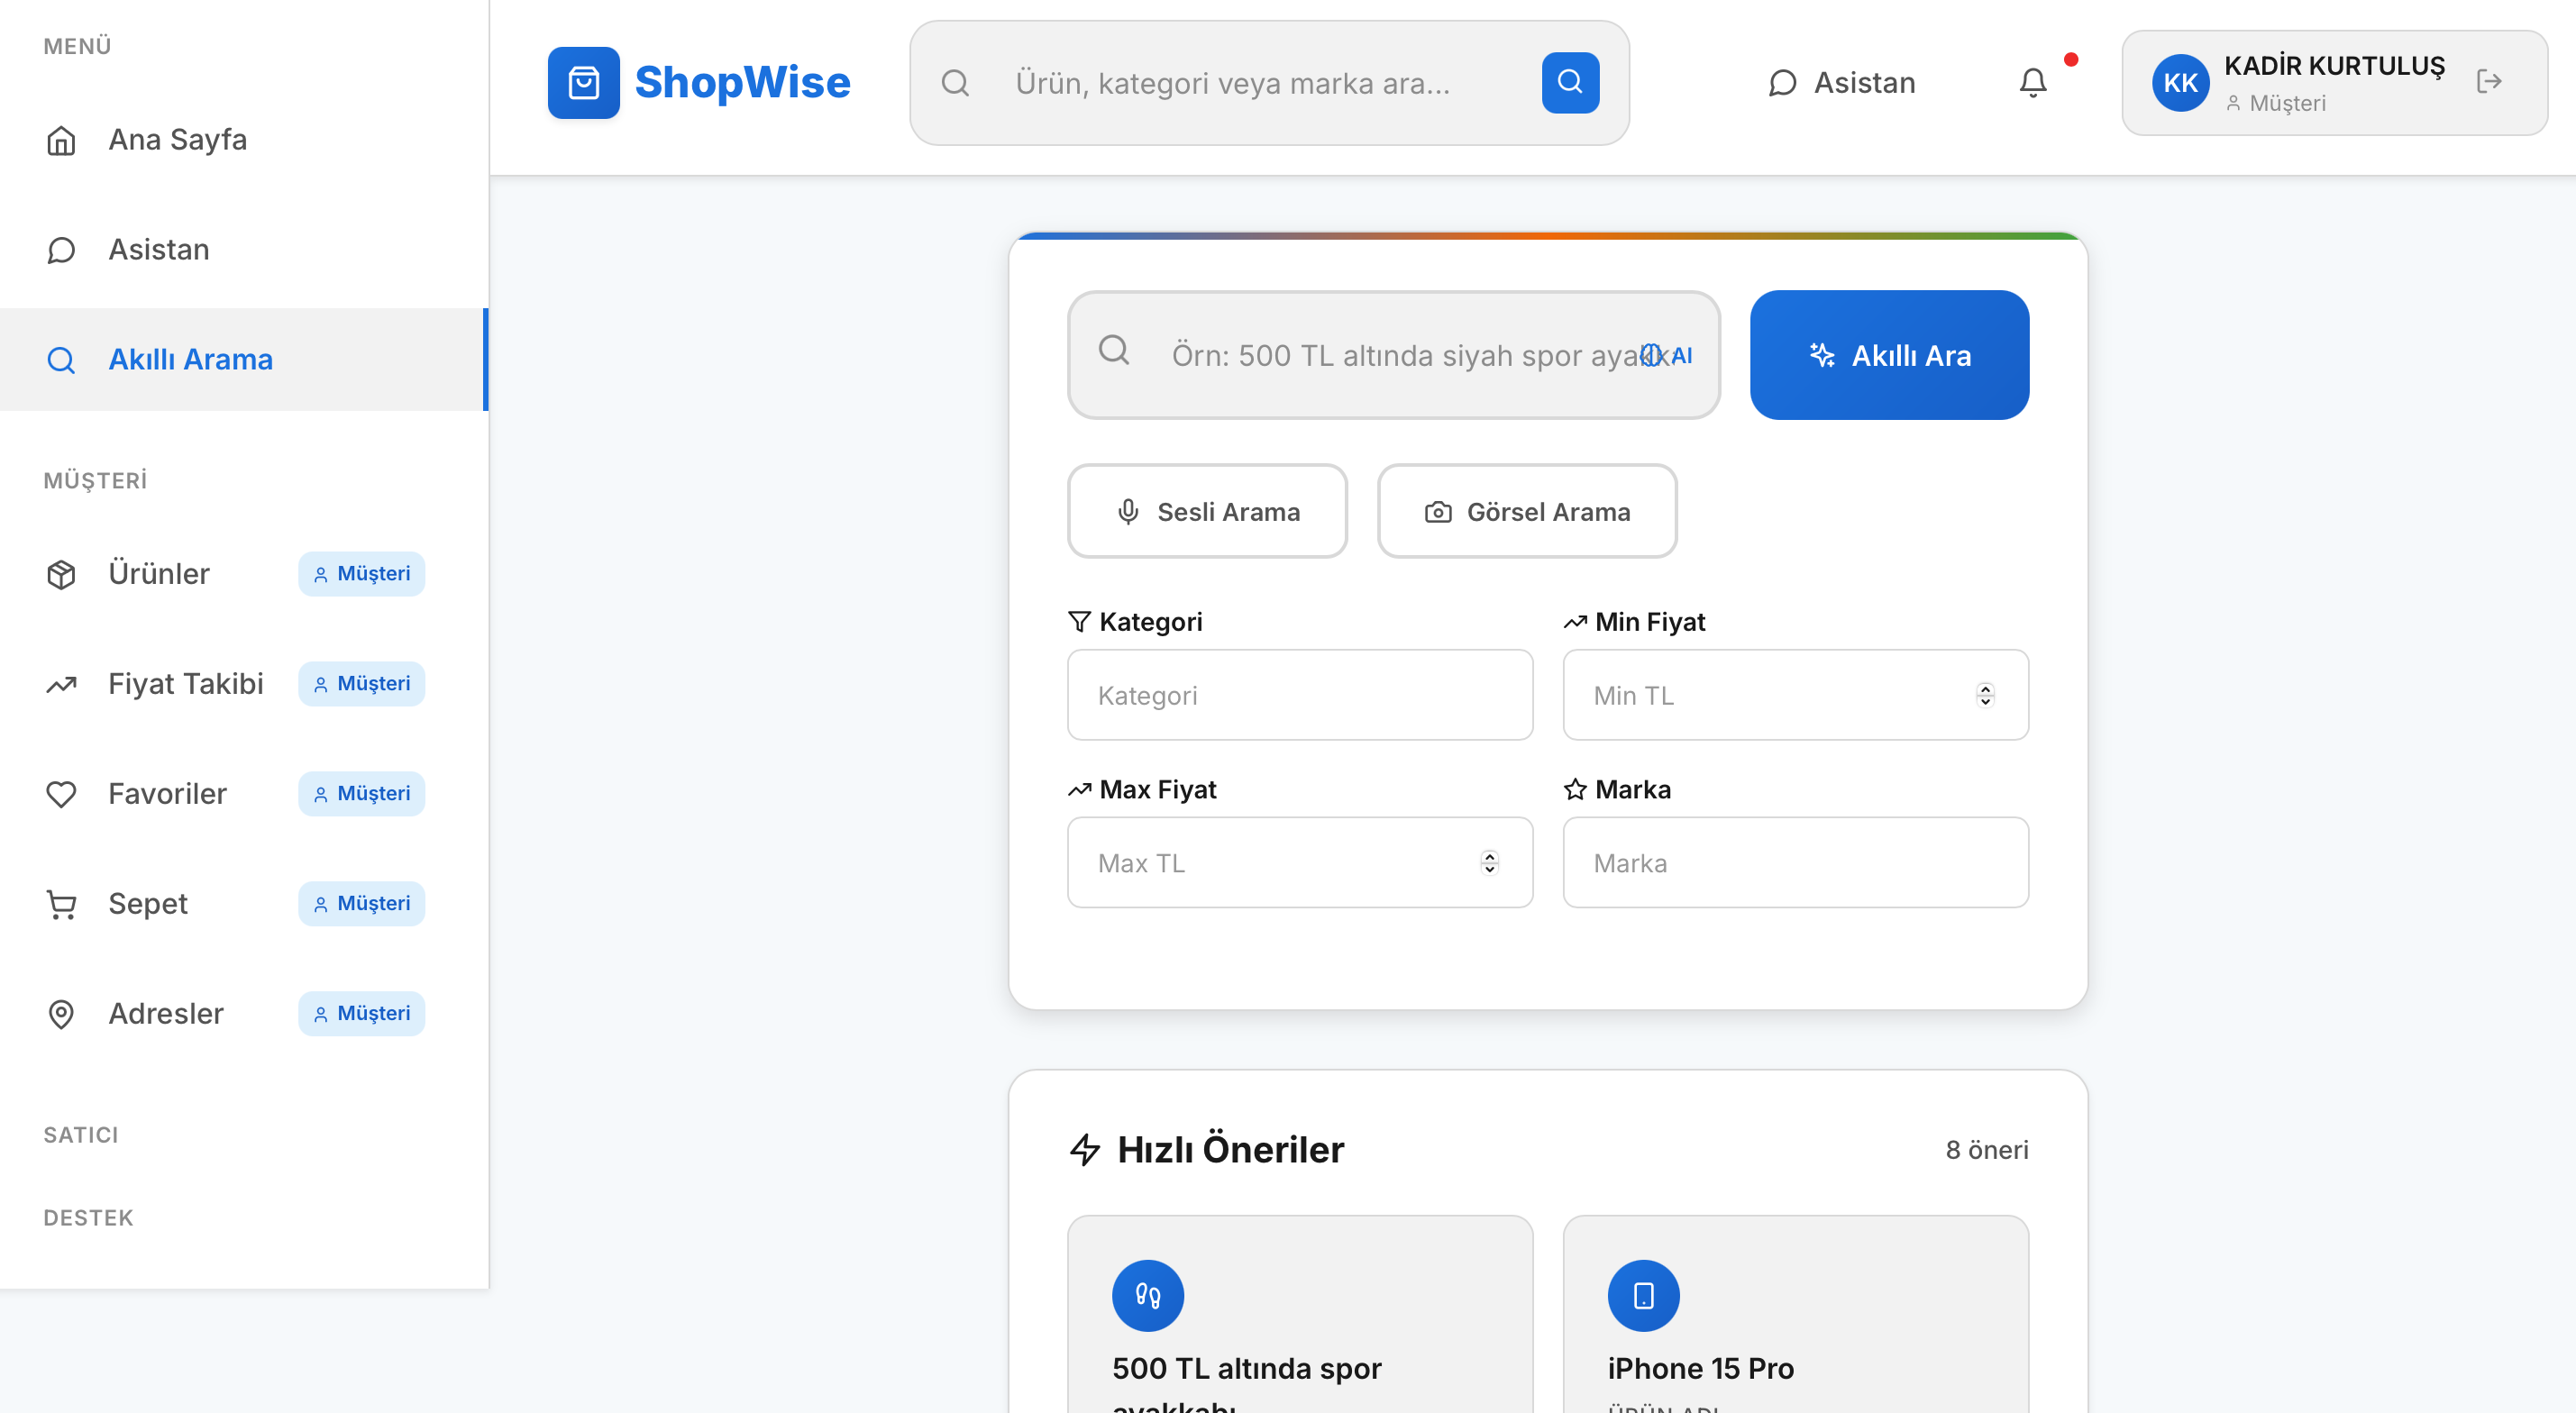 MENÜ
Ana Sayfa
Asistan
Akıllı Arama
MÜŞTERİ
Ürünler
Müşteri
Fiyat Takibi
Müşteri
Favoriler
Müşteri
Sepet
Müşteri
Adresler
Müşteri
SATICI
DESTEK
ShopWise
Ürün, kategori veya marka ara...
Asistan
KK
KADİR KURTULUŞ
Müşteri
Örn: 500 TL altında siyah spor ayakk
AI
Akıllı Ara
Sesli Arama
Görsel Arama
Kategori
Kategori
Min Fiyat
Min TL
Max Fiyat
Max TL
Marka
Marka
Hızlı Öneriler
8 öneri
500 TL altında spor
ayakkabı
iPhone 15 Pro
ÜRÜN ADI